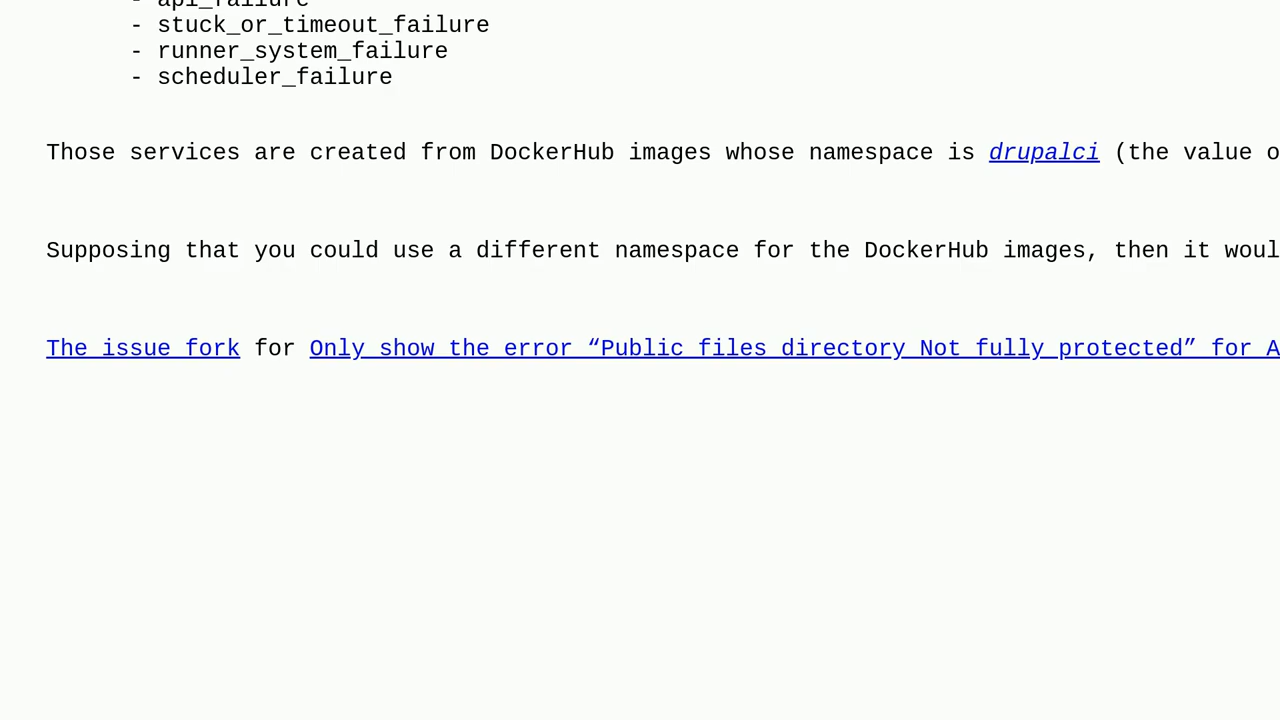 - api_failure
- stuck_or_timeout_failure
- runner_system_failure
- scheduler_failure
Those services are created from DockerHub images whose namespace is drupalci (the value o
Supposing that you could use a different namespace for the DockerHub images, then it woul
The issue fork for Only show the error “Public files directory Not fully protected” for A